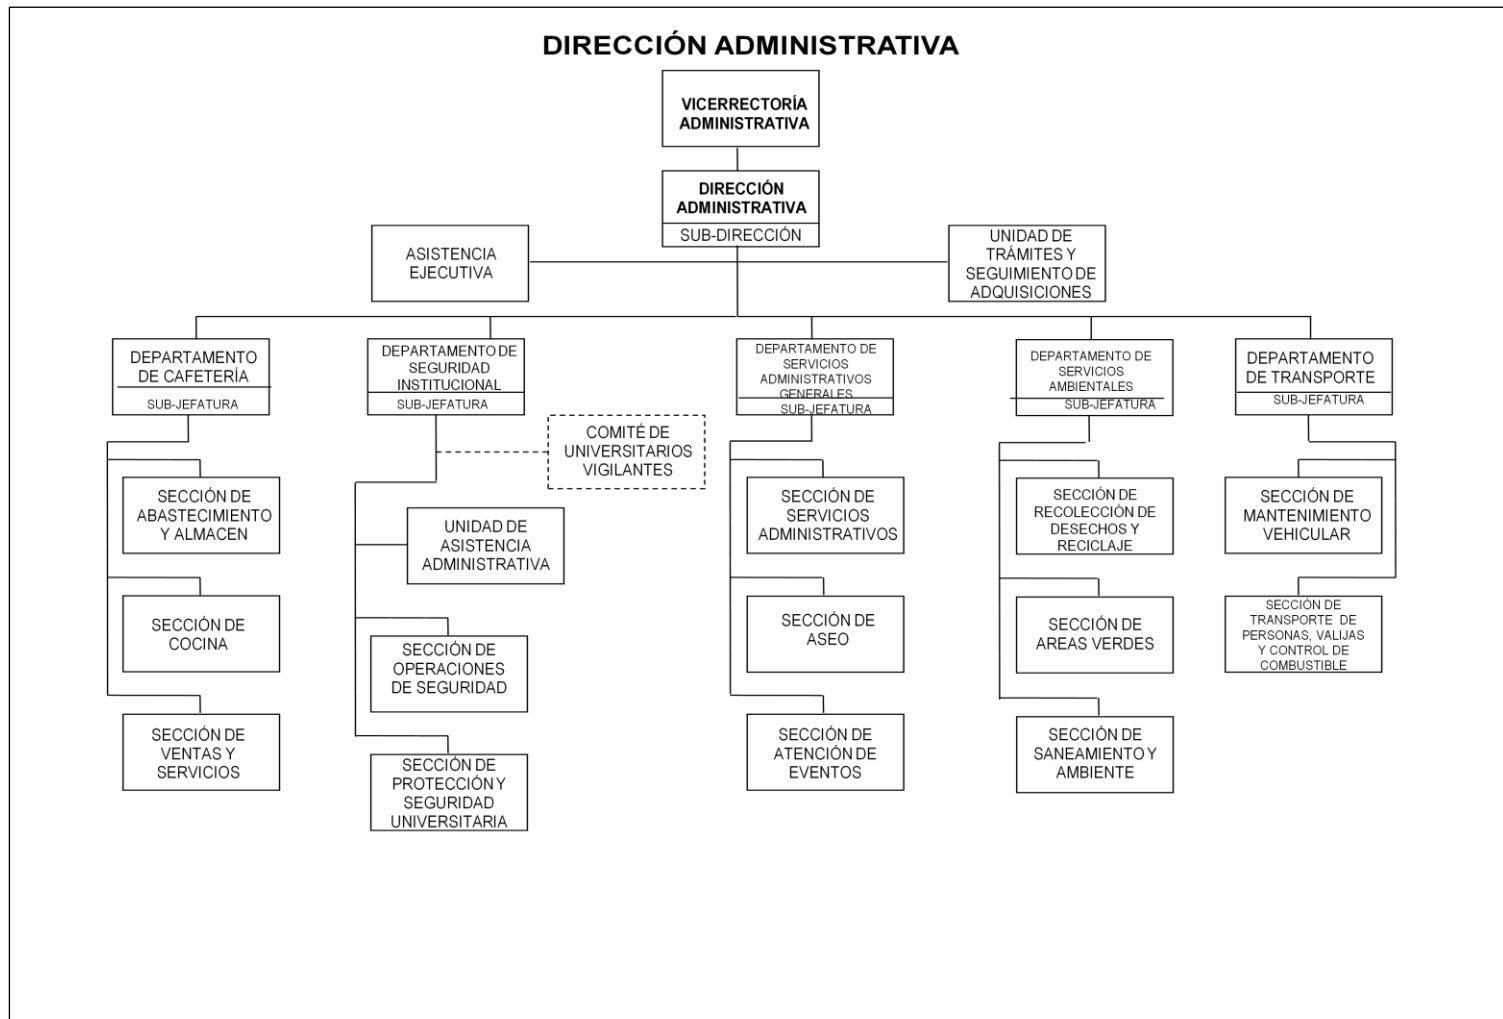 DIRECCIÓN ADMINISTRATIVA
VICERRECTORÍA
ADMINISTRATIVA
DIRECCIÓN
ADMINISTRATIVA
SUB-DIRECCIÓN
ASISTENCIA
EJECUTIVA
UNIDAD DE
TRÁMITES Y
SEGUIMIENTO DE
ADQUISICIONES
DEPARTAMENTO
DE CAFETERÍA
SUB-JEFATURA
DEPARTAMENTO DE
SEGURIDAD
INSTITUCIONAL
SUB-JEFATURA
DEPARTAMENTO DE
SERVICIOS
ADMINISTRATIVOS
GENERALES
SUB-JEFATURA
DEPARTAMENTO DE
SERVICIOS
AMBIENTALES
SUB-JEFATURA
DEPARTAMENTO
DE TRANSPORTE
SUB-JEFATURA
COMITÉ DE
UNIVERSITARIOS
VIGILANTES
SECCIÓN DE
ABASTECIMIENTO
Y ALMACEN
SECCIÓN DE
COCINA
SECCIÓN DE
VENTAS Y
SERVICIOS
UNIDAD DE
ASISTENCIA
ADMINISTRATIVA
SECCIÓN DE
OPERACIONES
DE SEGURIDAD
SECCIÓN DE
PROTECCIÓN Y
SEGURIDAD
UNIVERSITARIA
SECCIÓN DE
SERVICIOS
ADMINISTRATIVOS
SECCIÓN DE
ASEO
SECCIÓN DE
ATENCIÓN DE
EVENTOS
SECCIÓN DE
RECOLECCIÓN DE
DESECHOS Y
RECICLAJE
SECCIÓN DE
AREAS VERDES
SECCIÓN DE
SANEAMIENTO Y
AMBIENTE
SECCIÓN DE
MANTENIMIENTO
VEHICULAR
SECCIÓN DE
TRANSPORTE DE
PERSONAS, VALIJAS
Y CONTROL DE
COMBUSTIBLE